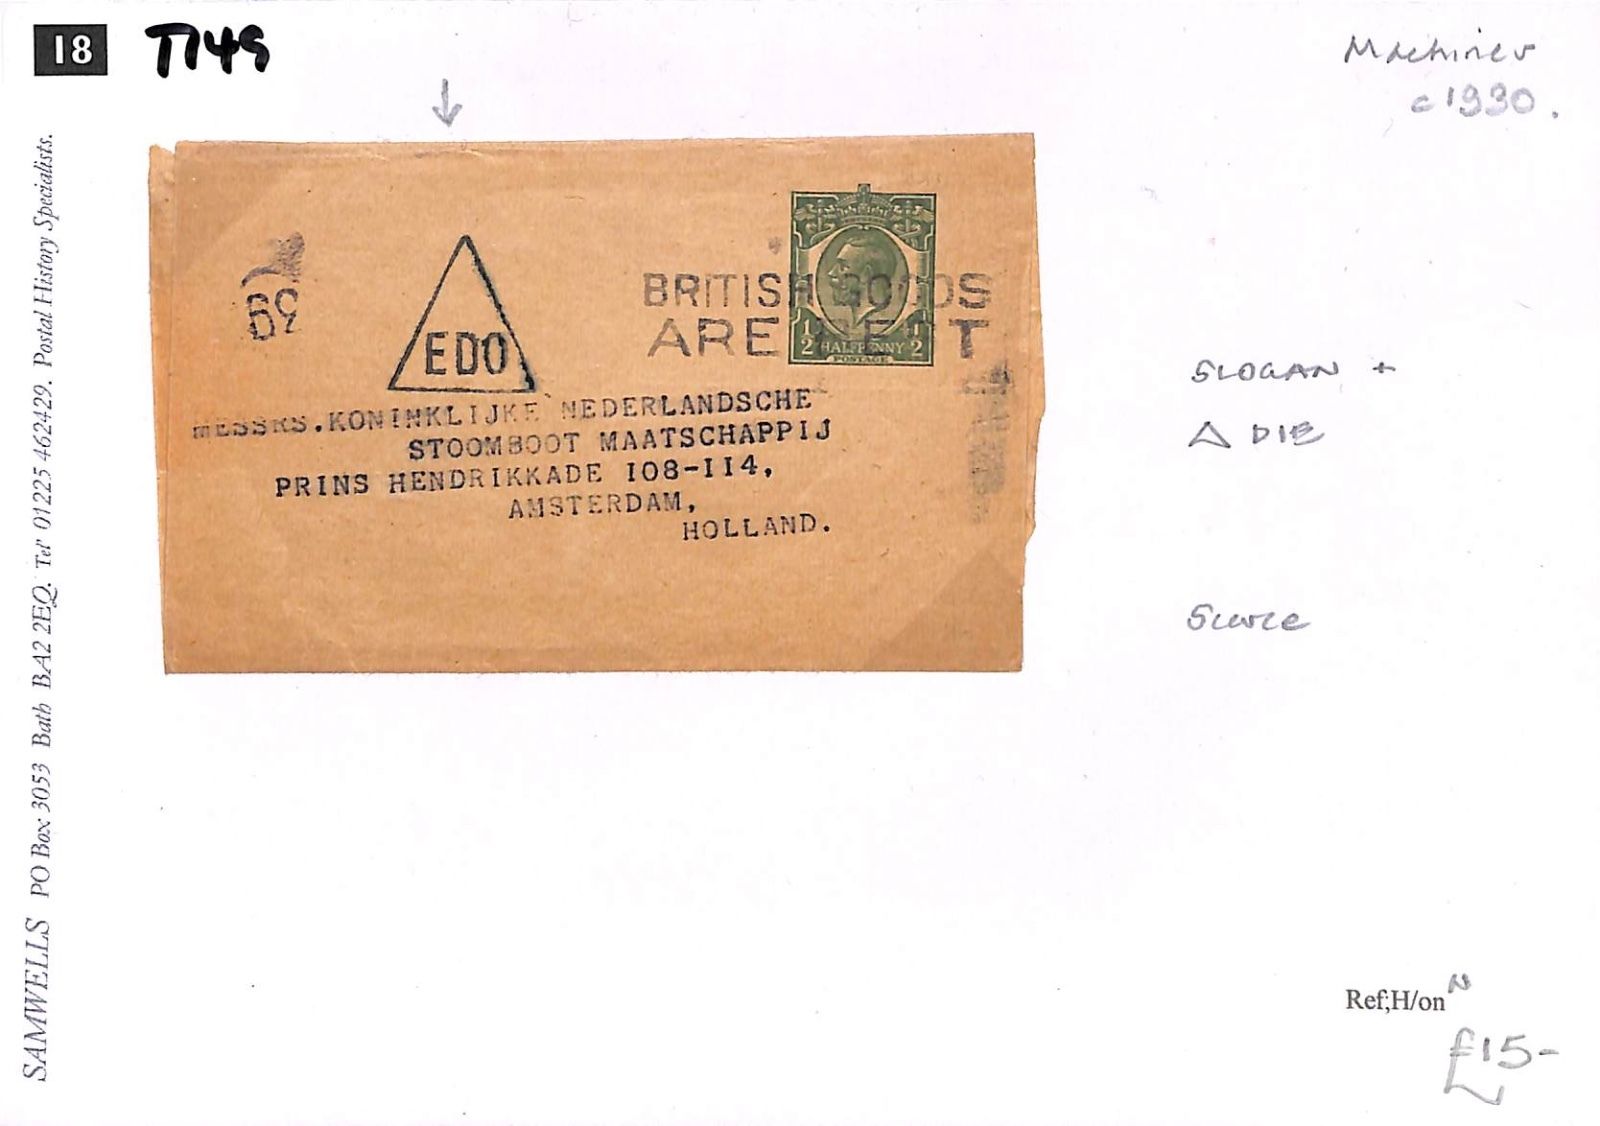 18
T149
Machines
c1930.
BRITISH GOODS
ARE BEST
EDO
1/2 HALFPENNY 1/2
POSTAGE
MESSRS. KONINKLIJKE NEDERLANDSCHE
STOOMBOOT MAATSCHAPPIJ
PRINS HENDRIKKADE 108-114,
AMSTERDAM,
HOLLAND.
SLOGAN +
△ DIE
Scarce
Ref;H/on N
£15-
SAMWELLS PO Box 3053 Bath BA2 2EQ. Tel' 01225 462429. Postal History Specialists.